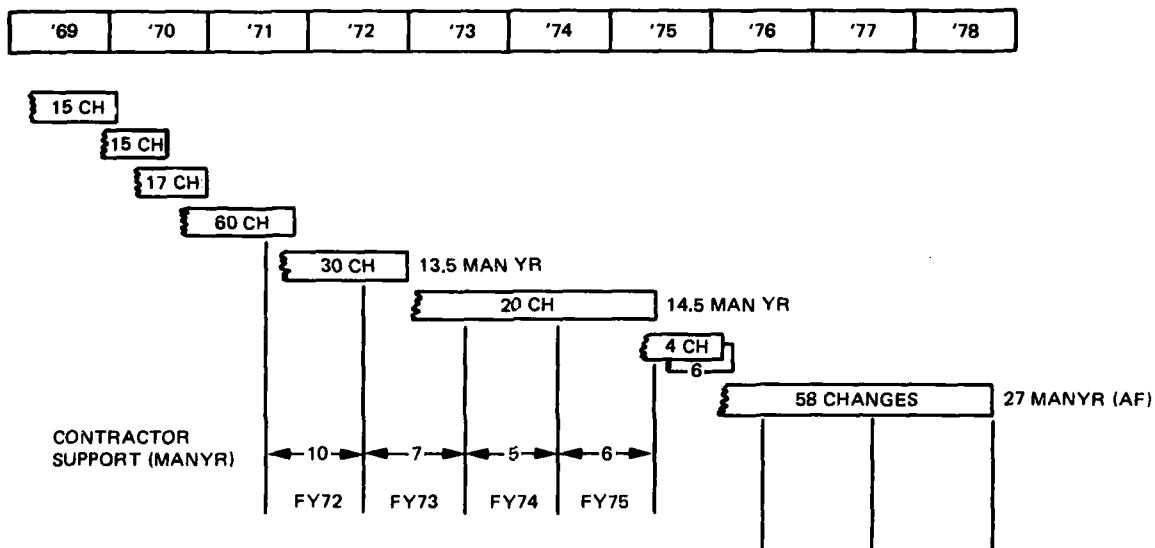 '69 '70 '71 '72 '73 '74 '75 '76 '77 '78
15 CH
15 CH
17 CH
60 CH
30 CH 13.5 MAN YR
20 CH 14.5 MAN YR
4 CH
6
58 CHANGES 27 MANYR (AF)
CONTRACTOR
SUPPORT (MANYR) 10 7 5 6
FY72 FY73 FY74 FY75